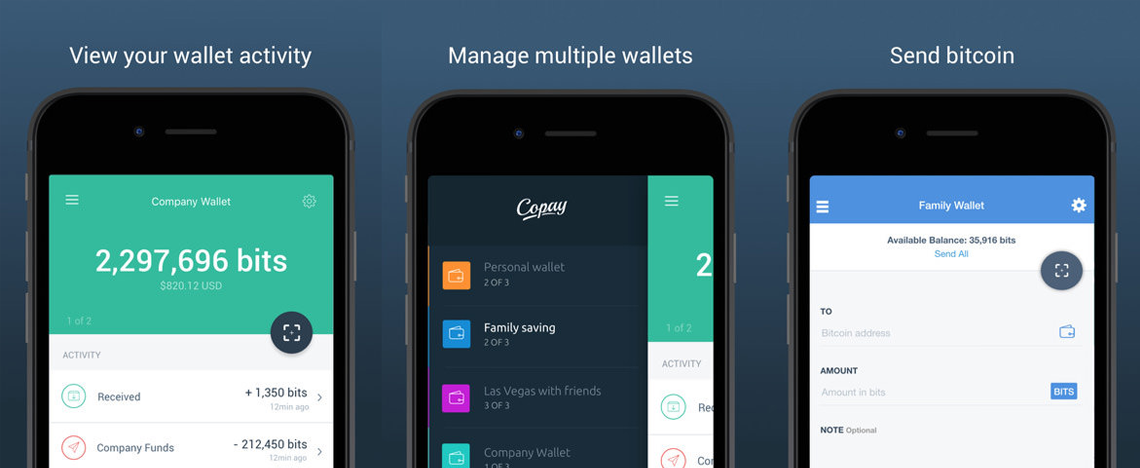 View your wallet activity
Company Wallet
2,297,696 bits
$820.12 USD
1 of 2
ACTIVITY
Received
+ 1,350 bits
12min ago
Company Funds
- 212,450 bits
12min ago
Manage multiple wallets
Copay
Personal wallet
2 OF 3
Family saving
2 OF 3
Las Vegas with friends
3 OF 3
Company Wallet
1 OF 3
2
1 of 2
ACTIVITY
Rec
Com
Send bitcoin
Family Wallet
Available Balance: 35,916 bits
Send All
TO
Bitcoin address
AMOUNT
Amount in bits
BITS
NOTE Optional